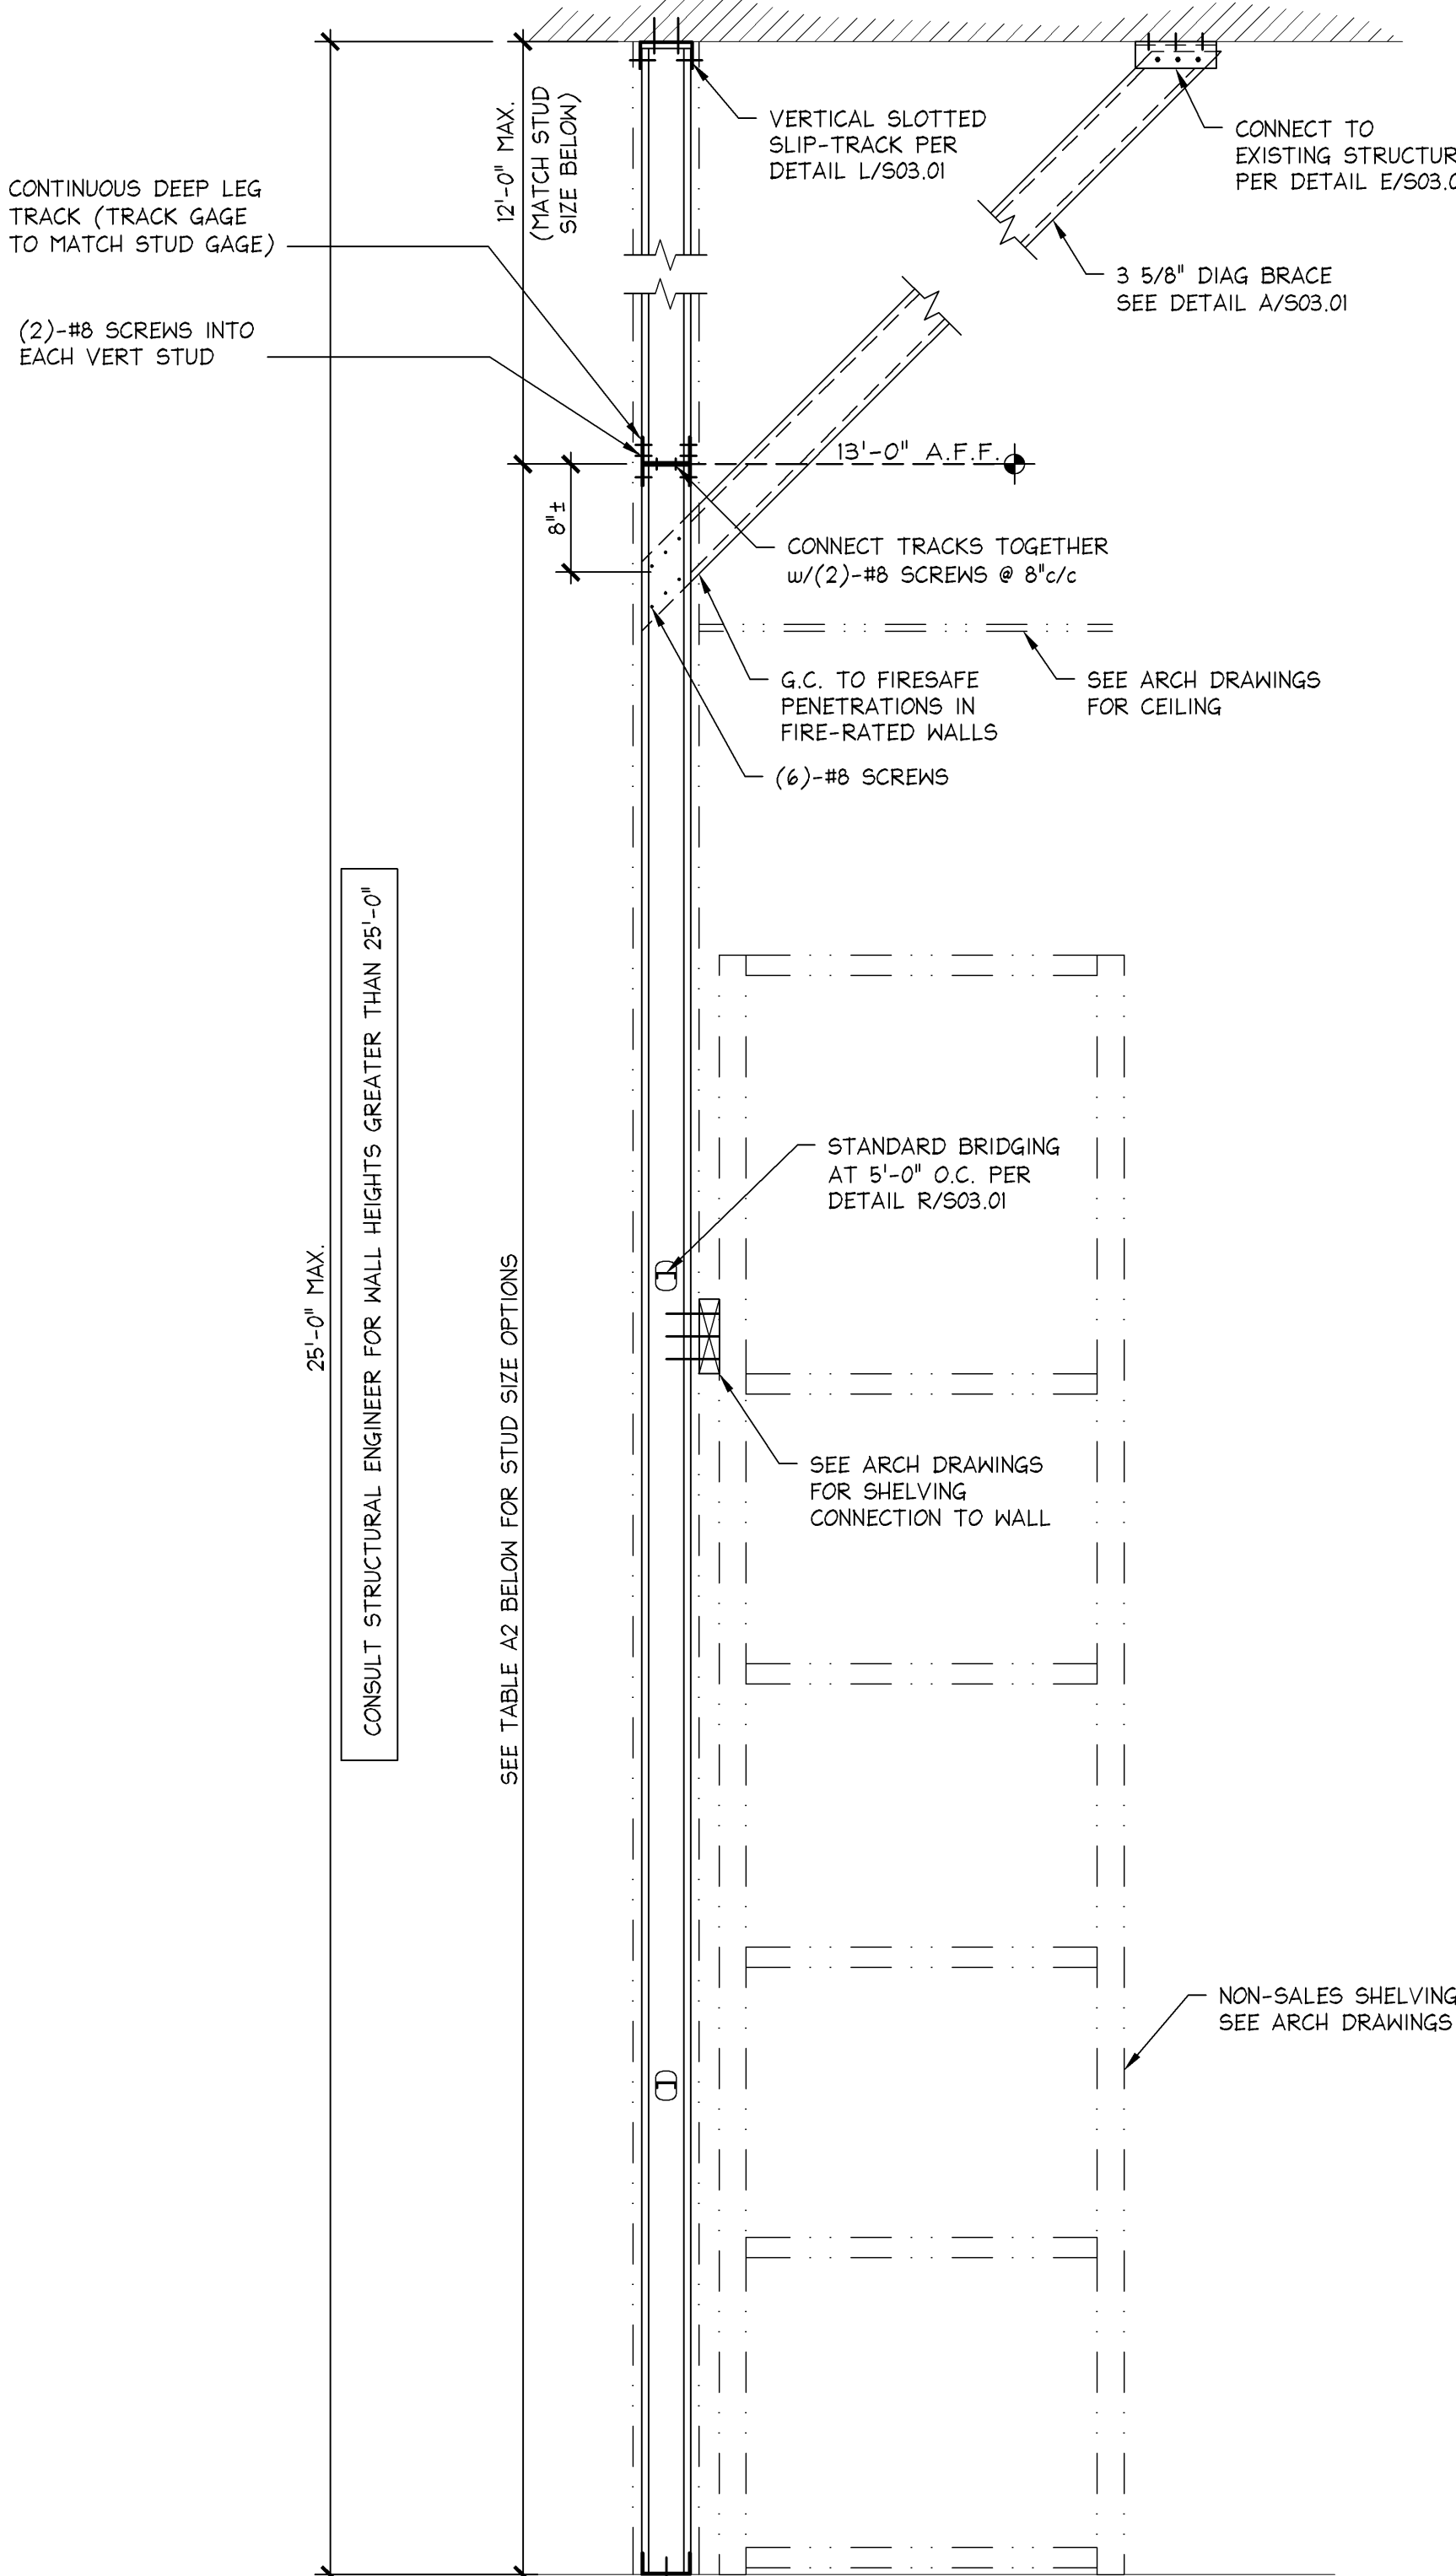 12'-0" MAX.
(MATCH STUD
SIZE BELOW)
VERTICAL SLOTTED
SLIP-TRACK PER
DETAIL L/S03.01
CONNECT TO
EXISTING STRUCTUR
PER DETAIL E/S03.0
CONTINUOUS DEEP LEG
TRACK (TRACK GAGE
TO MATCH STUD GAGE)
3 5/8" DIAG BRACE
SEE DETAIL A/S03.01
(2)-#8 SCREWS INTO
EACH VERT STUD
13'-0" A.F.F.
8"±
CONNECT TRACKS TOGETHER
w/(2)-#8 SCREWS @ 8"c/c
G.C. TO FIRESAFE
PENETRATIONS IN
FIRE-RATED WALLS
SEE ARCH DRAWINGS
FOR CEILING
(6)-#8 SCREWS
25'-0" MAX.
CONSULT STRUCTURAL ENGINEER FOR WALL HEIGHTS GREATER THAN 25'-0"
SEE TABLE A2 BELOW FOR STUD SIZE OPTIONS
STANDARD BRIDGING
AT 5'-0" O.C. PER
DETAIL R/S03.01
SEE ARCH DRAWINGS
FOR SHELVING
CONNECTION TO WALL
NON-SALES SHELVING
SEE ARCH DRAWINGS